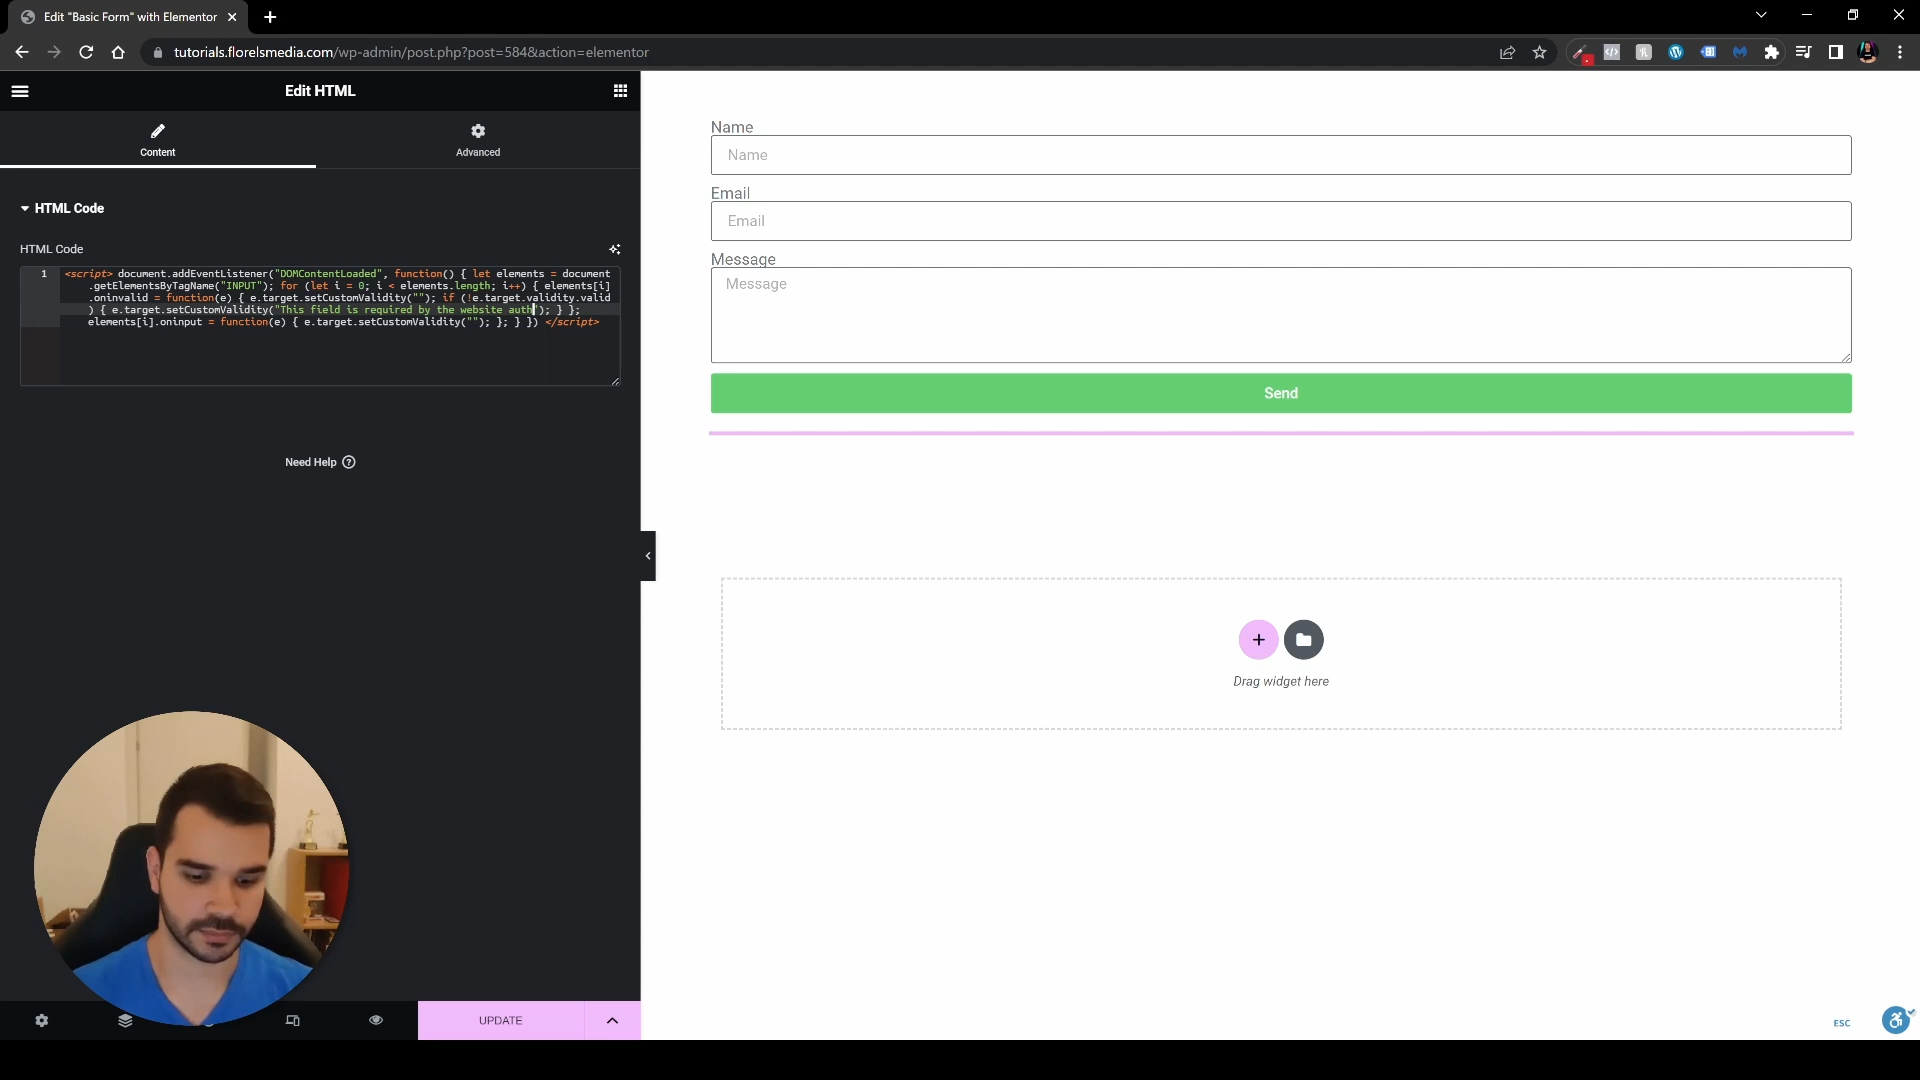 Edit "Basic Form" with Elementor
tutorials.florelsmedia.com/wp-admin/post.php?post=584&action=elementor
Edit HTML
Content
Advanced
HTML Code
HTML Code
1
<script> document.addEventListener("DOMContentLoaded", function() { let elements = document
.getElementsByTagName("INPUT"); for (let i = 0; i < elements.length; i++) { elements[i]
.oninvalid = function(e) { e.target.setCustomValidity(""); if (!e.target.validity.valid
) { e.target.setCustomValidity("This field is required by the website auth"); } };
elements[i].oninput = function(e) { e.target.setCustomValidity(""); }; } }) </script>
Need Help ?
UPDATE
Name
Name
Email
Email
Message
Message
Send
Drag widget here
ESC